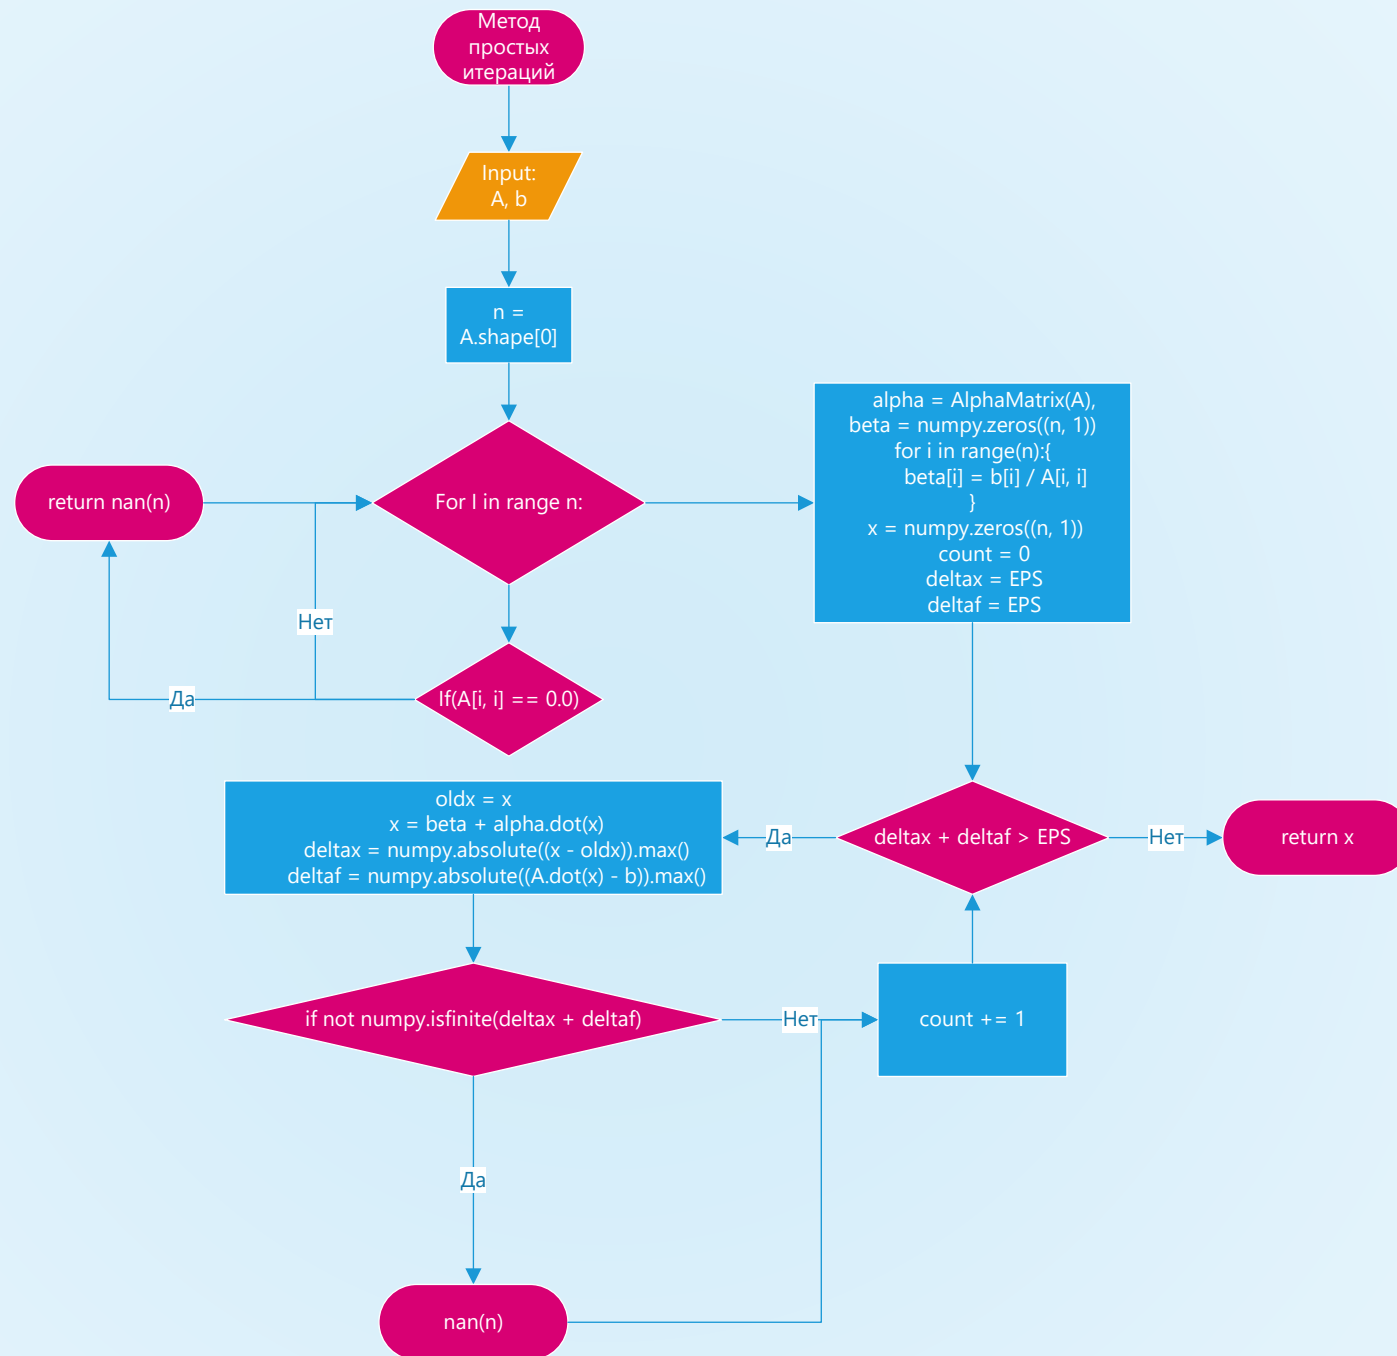 Метод
простых
итераций
Input:
A, b
n =
A.shape[0]
For I in range n:
return nan(n)
Нет
Да
If(A[i, i] == 0.0)
alpha = AlphaMatrix(A),
beta = numpy.zeros((n, 1))
for i in range(n):{
beta[i] = b[i] / A[i, i]
}
x = numpy.zeros((n, 1))
count = 0
deltax = EPS
deltaf = EPS
deltax + deltaf > EPS
Нет
return x
Да
oldx = x
x = beta + alpha.dot(x)
deltax = numpy.absolute((x - oldx)).max()
deltaf = numpy.absolute((A.dot(x) - b)).max()
if not numpy.isfinite(deltax + deltaf)
Нет
count += 1
Да
nan(n)